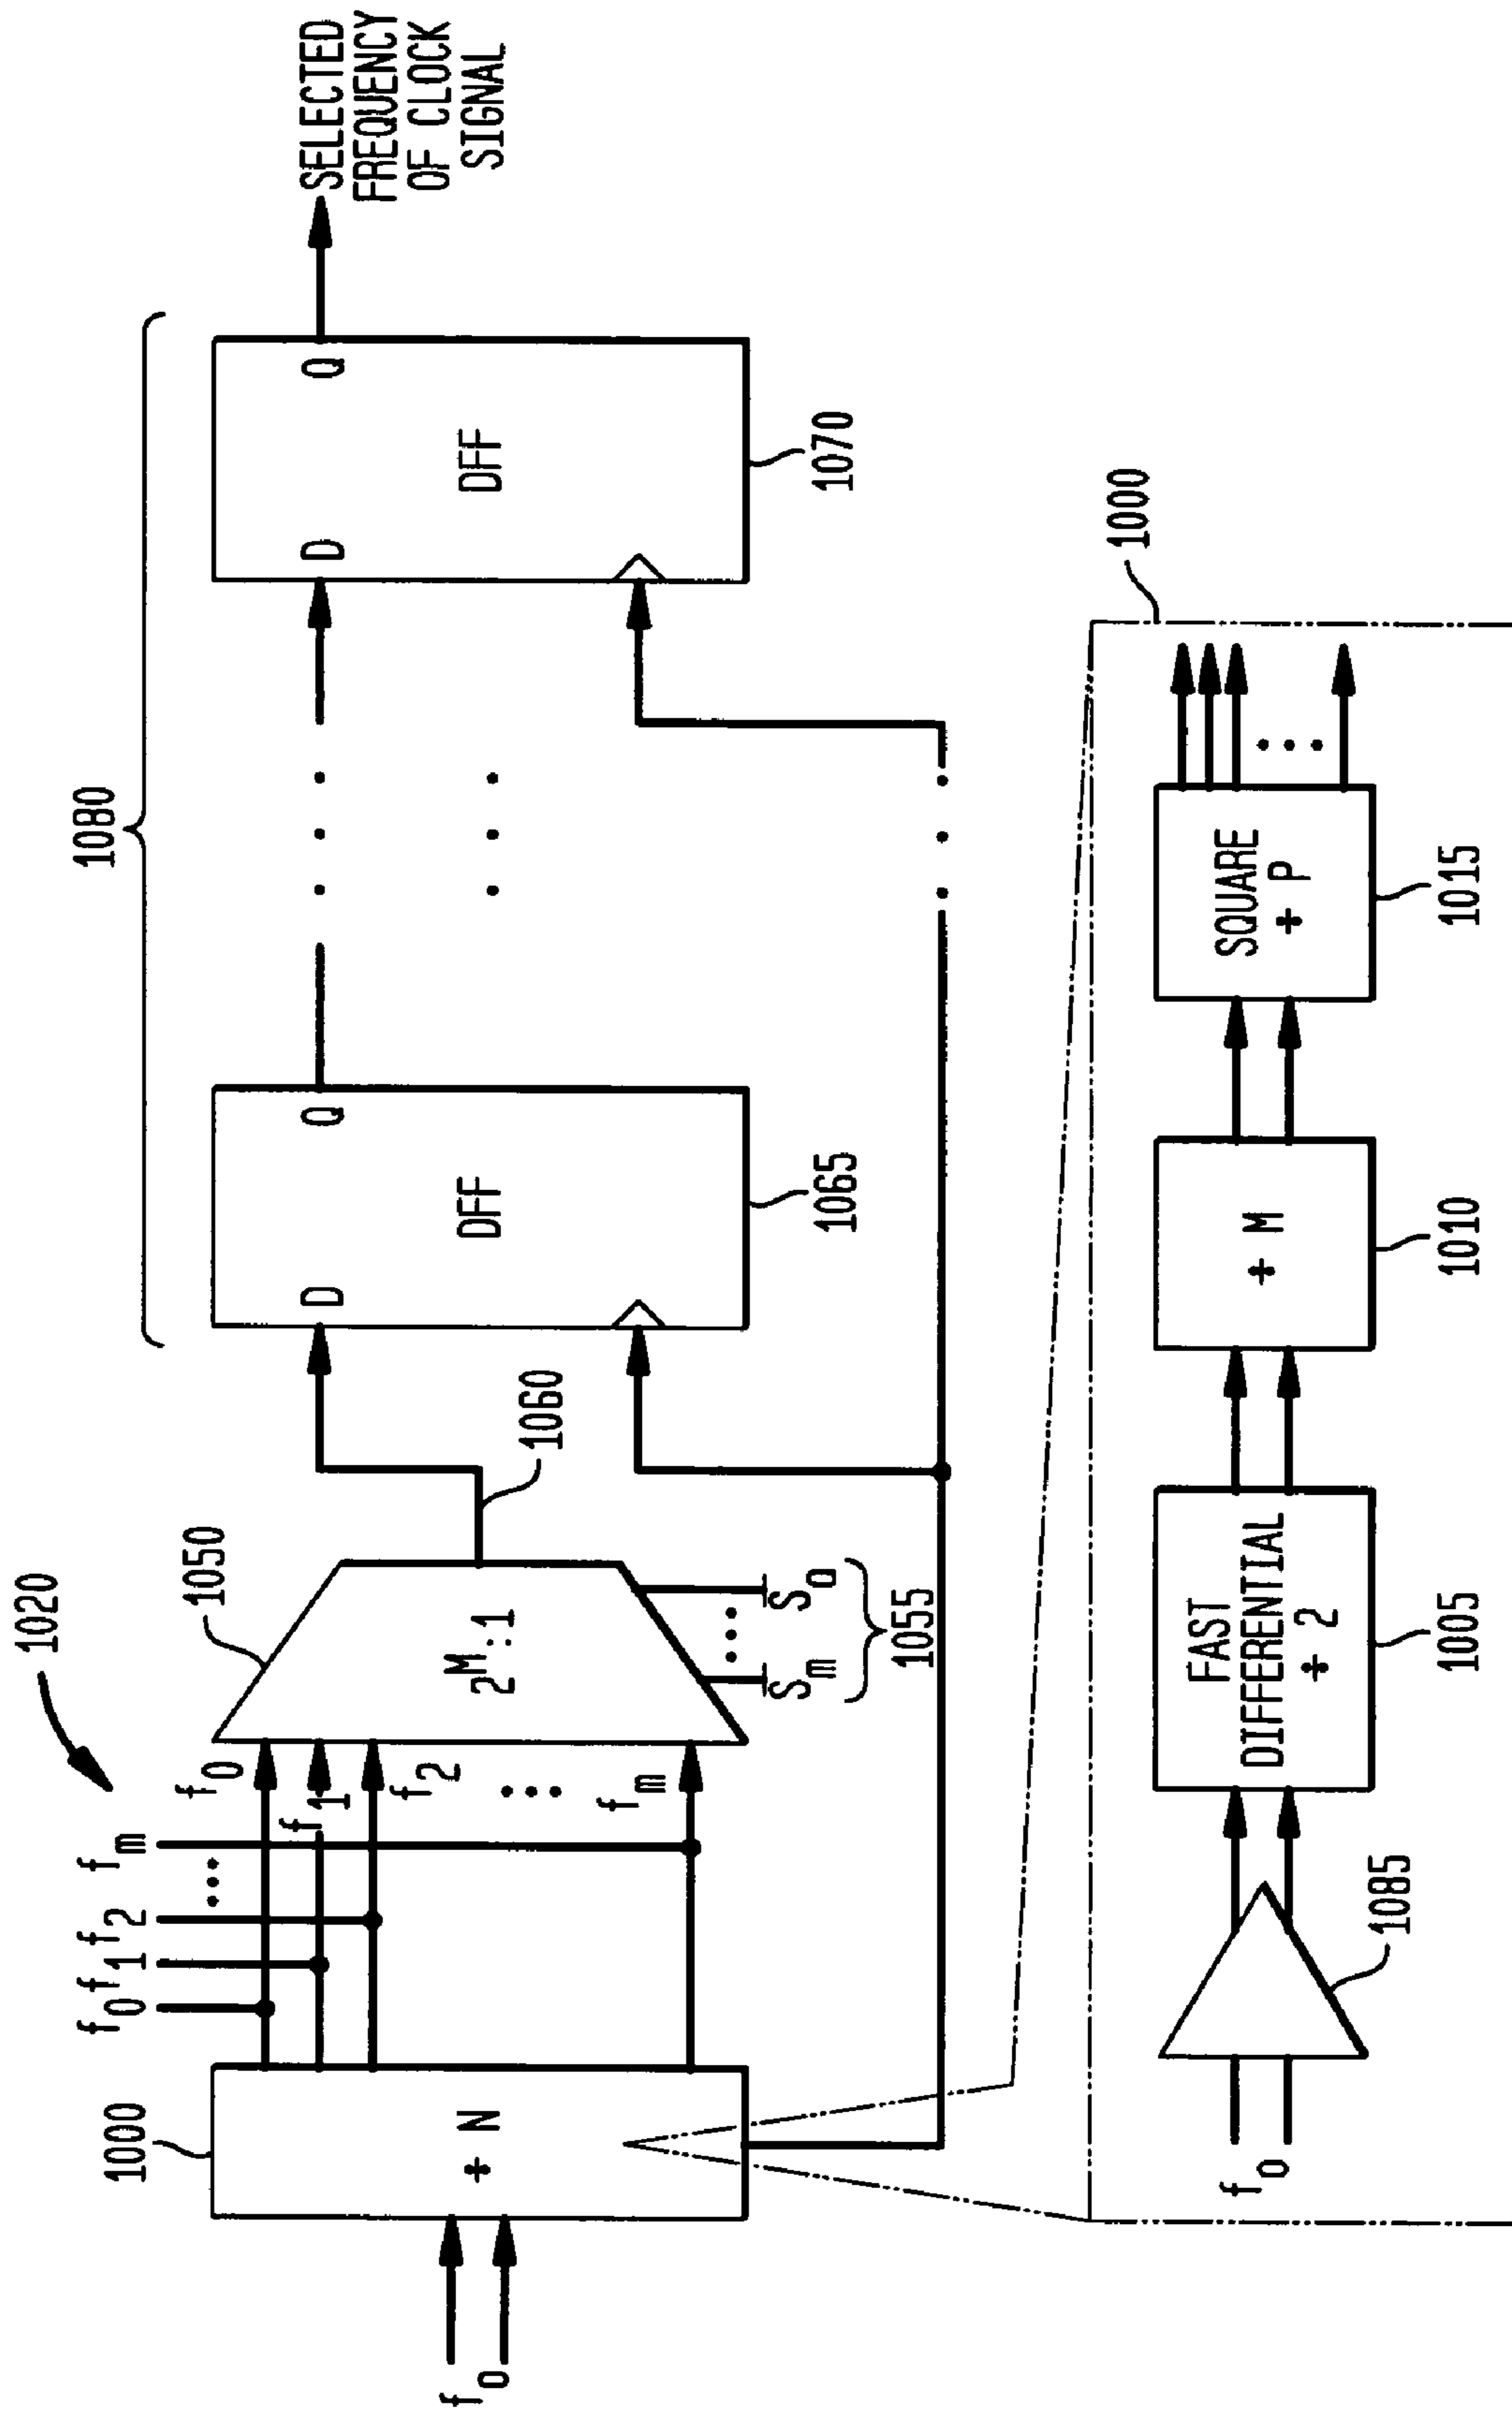 1020
1000
f0 f1 f2 ... fm
f0
÷ N
f0
f1
f2
...
fm
1050
2^M:1
Sm ... S0
1055
1060
1080
D
Q
DFF
1065
D
Q
DFF
1070
SELECTED
FREQUENCY
OF CLOCK
SIGNAL
1000
f0
1085
FAST
DIFFERENTIAL
÷ 2
1005
÷ M
1010
SQUARE
÷ P
1015